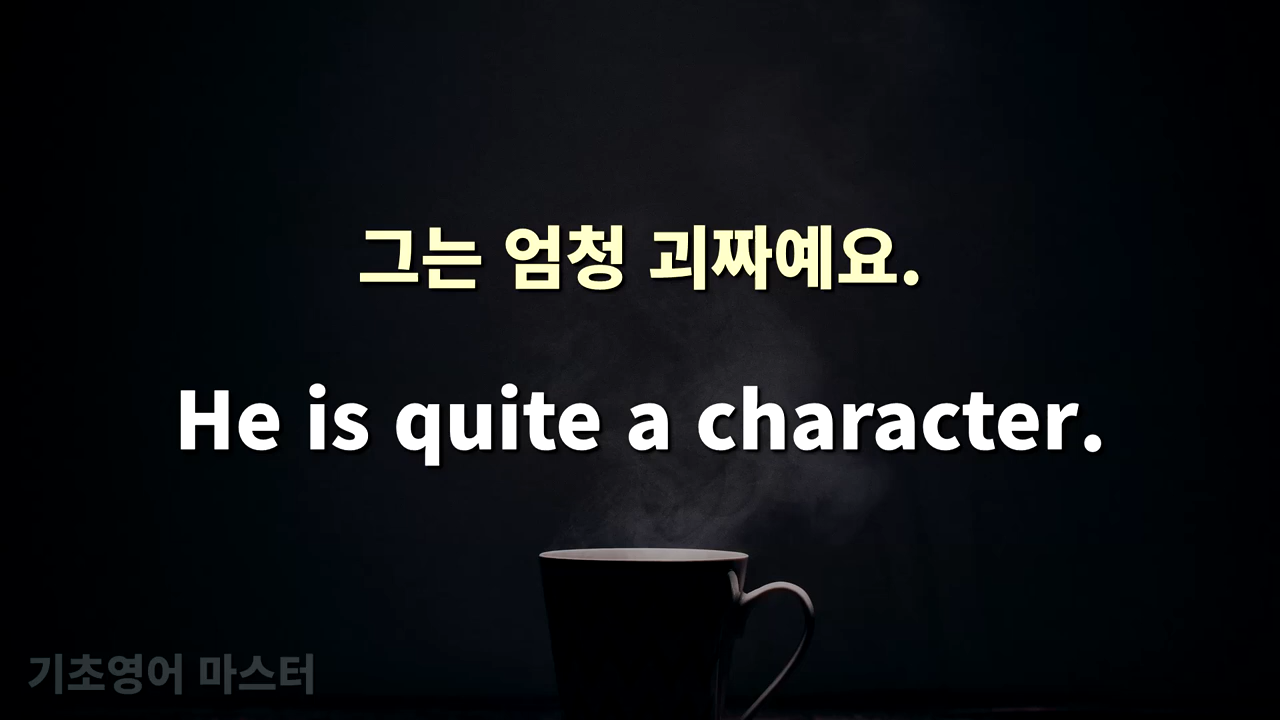 그는 엄청 괴짜예요.
He is quite a character.
기초영어 마스터